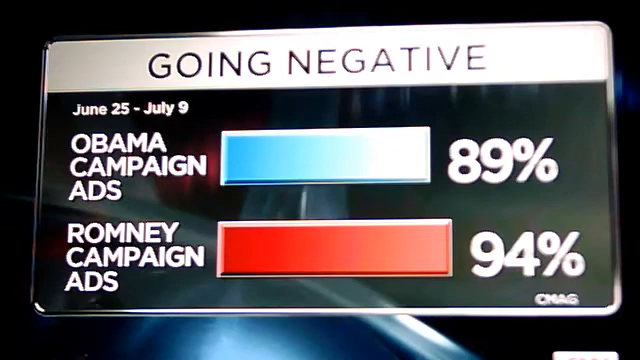 GOING NEGATIVE
June 25 - July 9
OBAMA
CAMPAIGN
ADS
89%
ROMNEY
CAMPAIGN
ADS
94%
CMAG